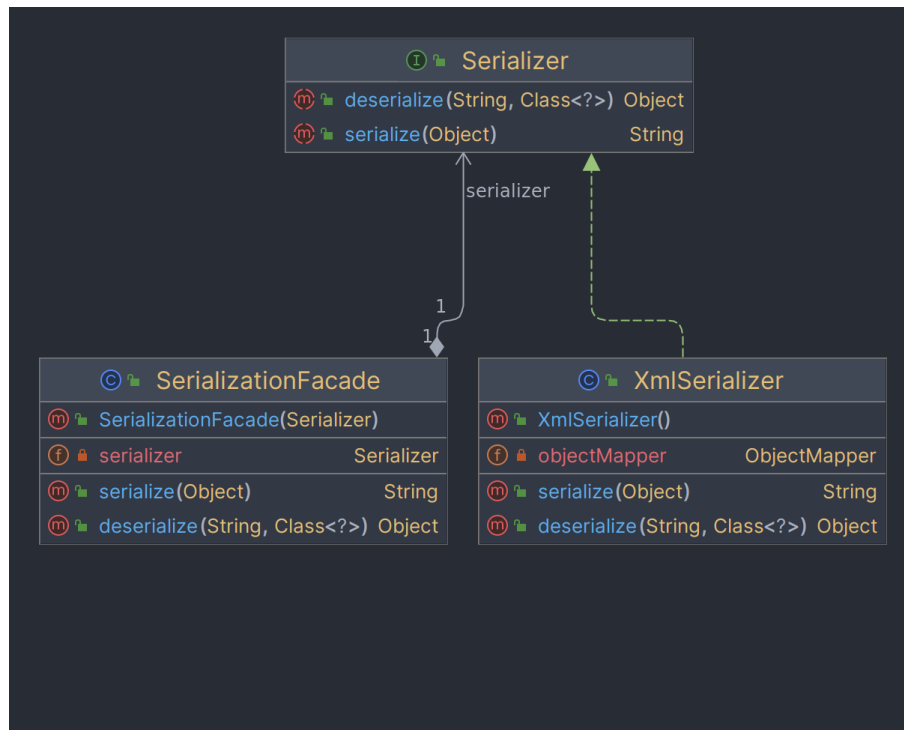 Serializer
deserialize(String, Class<?>) Object
serialize(Object) String
serializer
1
1
SerializationFacade
SerializationFacade(Serializer)
serializer Serializer
serialize(Object) String
deserialize(String, Class<?>) Object
XmlSerializer
XmlSerializer()
objectMapper ObjectMapper
serialize(Object) String
deserialize(String, Class<?>) Object